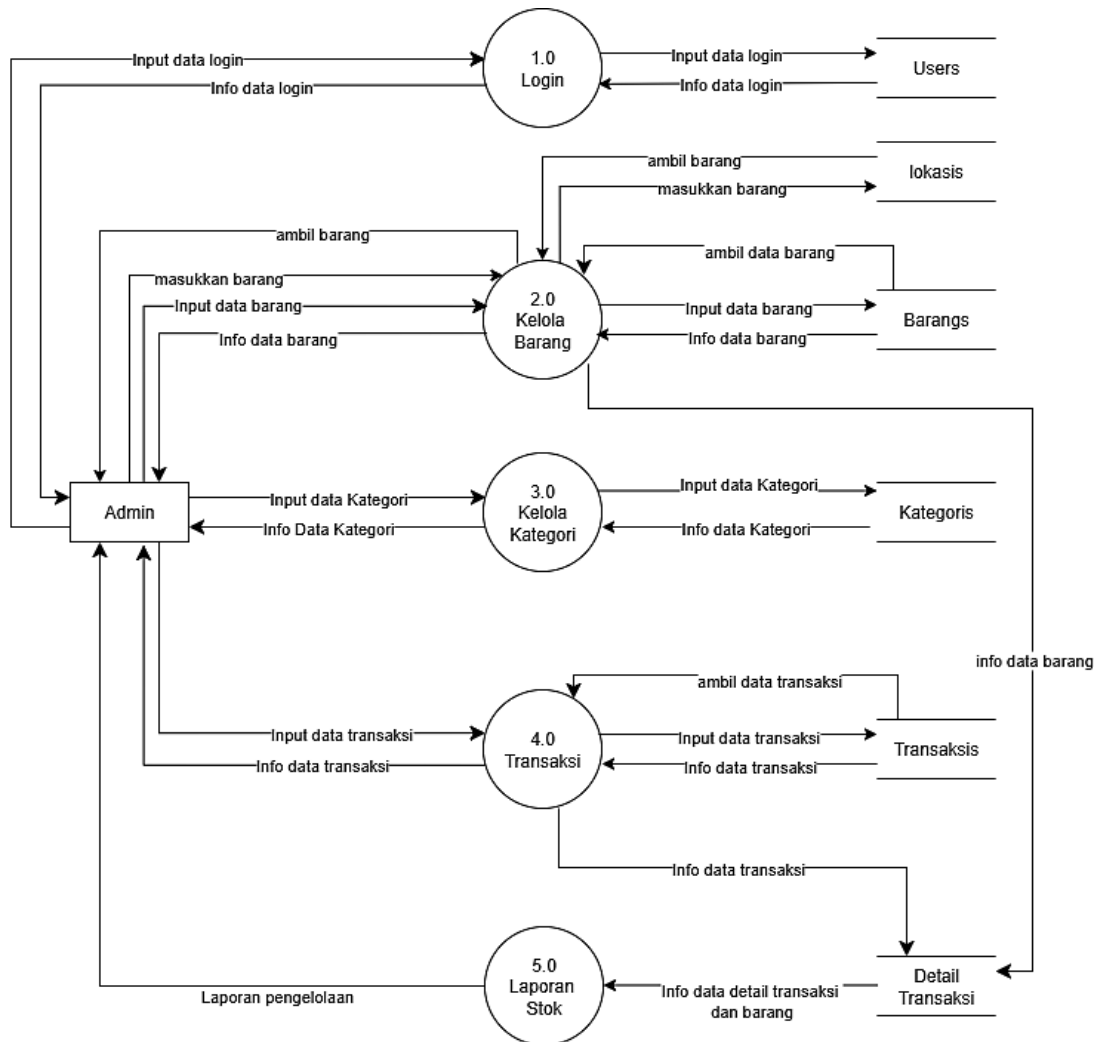 Input data login
Info data login
1.0
Login
Input data login
Info data login
Users
ambil barang
masukkan barang
lokasis
ambil barang
masukkan barang
Input data barang
Info data barang
2.0
Kelola
Barang
ambil data barang
Input data barang
Info data barang
Barangs
Admin
Input data Kategori
Info Data Kategori
3.0
Kelola
Kategori
Input data Kategori
Info data Kategori
Kategoris
info data barang
Input data transaksi
Info data transaksi
4.0
Transaksi
ambil data transaksi
Input data transaksi
Info data transaksi
Transaksis
Info data transaksi
Laporan pengelolaan
5.0
Laporan
Stok
Info data detail transaksi
dan barang
Detail
Transaksi